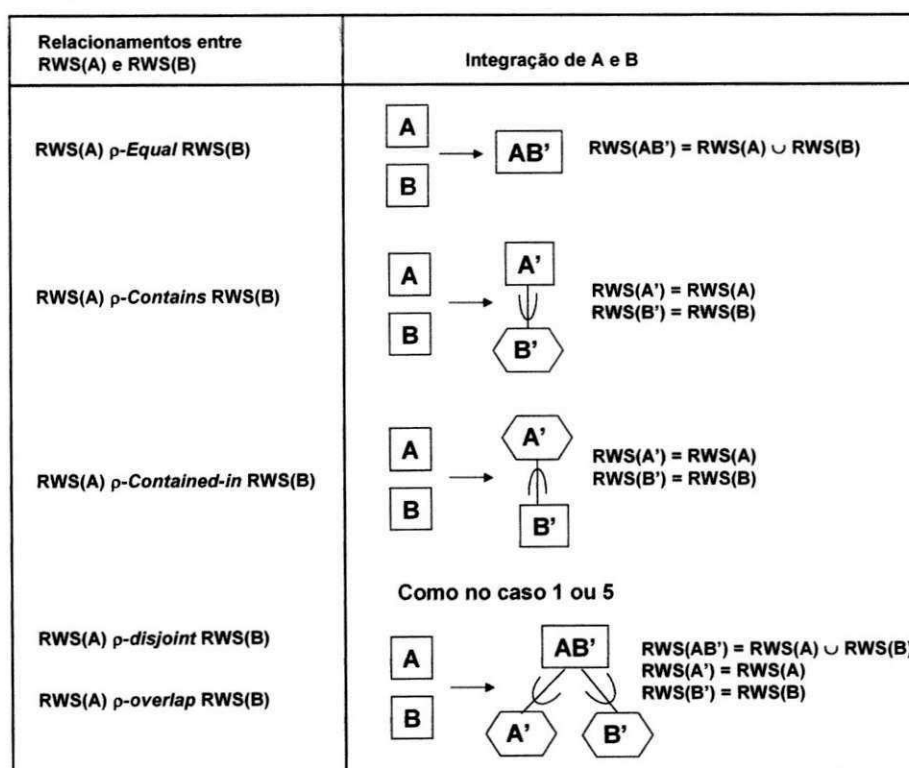 Relacionamentos entre
RWS(A) e RWS(B)
Integração de A e B
RWS(A) ρ-Equal RWS(B)
A
B
AB'
RWS(AB') = RWS(A) ∪ RWS(B)
RWS(A) ρ-Contains RWS(B)
A
B
A'
B'
RWS(A') = RWS(A)
RWS(B') = RWS(B)
RWS(A) ρ-Contained-in RWS(B)
A
B
A'
B'
RWS(A') = RWS(A)
RWS(B') = RWS(B)
Como no caso 1 ou 5
RWS(A) ρ-disjoint RWS(B)
RWS(A) ρ-overlap RWS(B)
A
B
AB'
A'
B'
RWS(AB') = RWS(A) ∪ RWS(B)
RWS(A') = RWS(A)
RWS(B') = RWS(B)